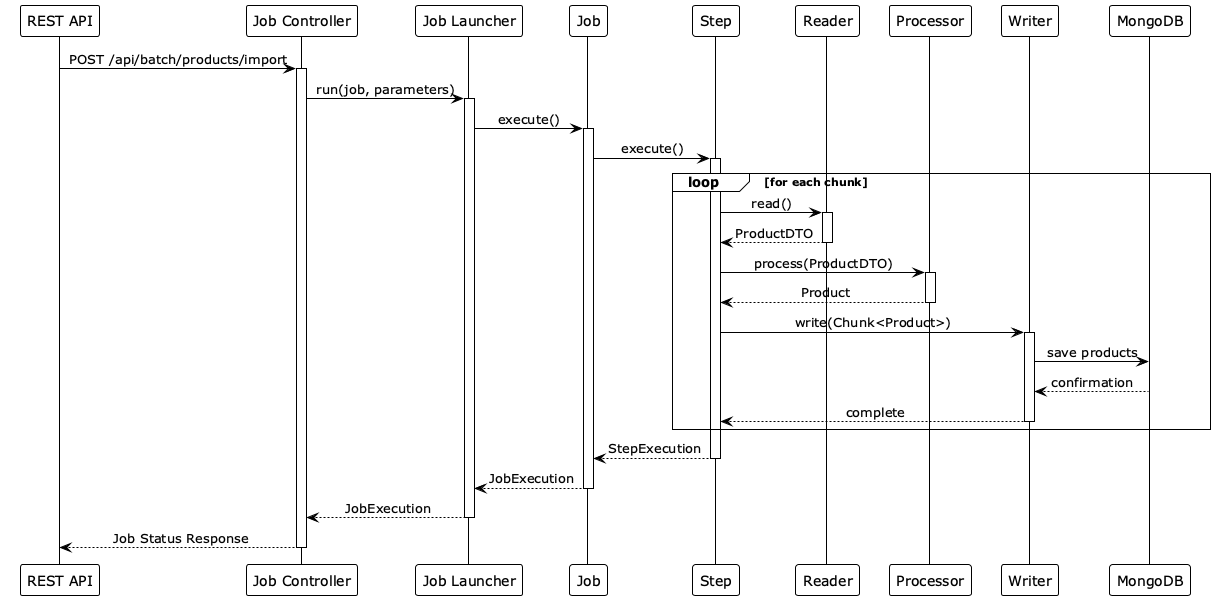 REST API
Job Controller
Job Launcher
Job
Step
Reader
Processor
Writer
MongoDB
POST /api/batch/products/import
run(job, parameters)
execute()
execute()
loop
[for each chunk]
read()
ProductDTO
process(ProductDTO)
Product
write(Chunk<Product>)
save products
confirmation
complete
StepExecution
JobExecution
JobExecution
Job Status Response
REST API
Job Controller
Job Launcher
Job
Step
Reader
Processor
Writer
MongoDB